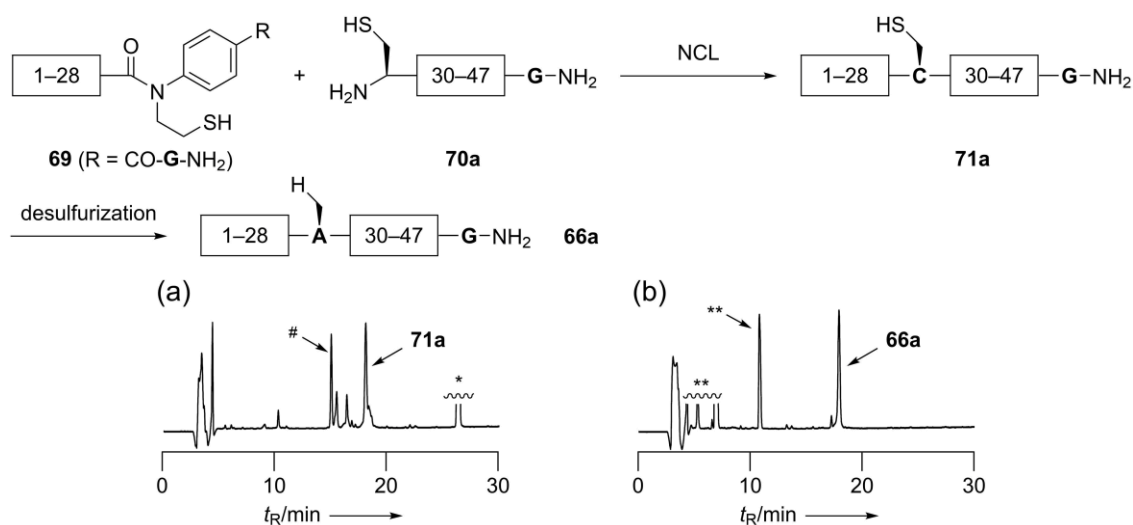 R
O
N
SH
1–28
+
HS
H₂N
30–47
G–NH₂
NCL
HS
1–28
C
30–47
G–NH₂
69 (R = CO-G-NH₂)
70a
71a
desulfurization
H
1–28
A
30–47
G–NH₂
66a
(a)
#
71a
*
0
10
20
30
tR/min
(b)
**
**
66a
0
10
20
30
tR/min